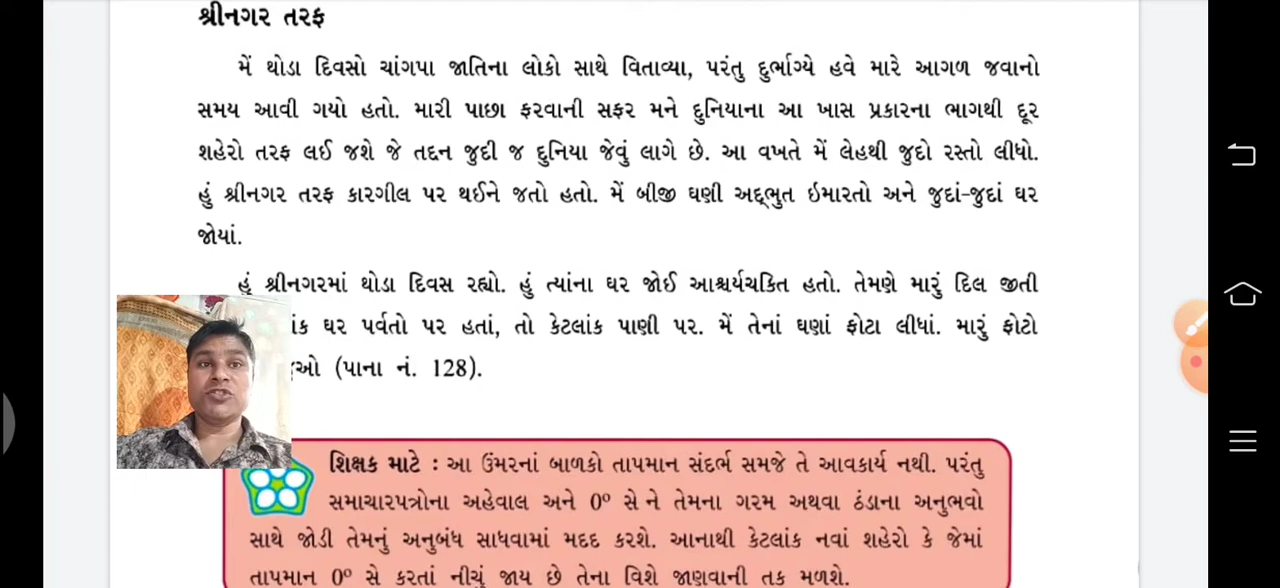 શ્રીનગર તરફ
મેં થોડા દિવસો ચાંગપા જાતિના લોકો સાથે વિતાવ્યા, પરંતુ દુર્ભાગ્યે હવે મારે આગળ જવાનો
સમય આવી ગયો હતો. મારી પાછા ફરવાની સફર મને દુનિયાના આ ખાસ પ્રકારના ભાગથી દૂર
શહેરો તરફ લઈ જશે જે તદ્દન જુદી જ દુનિયા જેવું લાગે છે. આ વખતે મેં લેહથી જુદો રસ્તો લીધો.
હું શ્રીનગર તરફ કારગીલ પર થઈને જતો હતો. મેં બીજી ઘણી અદ્ભુત ઇમારતો અને જુદાં-જુદાં ઘર
જોયાં.
હું શ્રીનગરમાં થોડા દિવસ રહ્યો. હું ત્યાંના ઘર જોઈ આશ્ચર્યચકિત હતો. તેમણે મારું દિલ જીતી
ઘર પર્વતો પર હતાં, તો કેટલાંક પાણી પર. મેં તેનાં ઘણાં ફોટા લીધાં. મારું ફોટો
(પાના નં. 128).
શિક્ષક માટે : આ ઉંમરનાં બાળકો તાપમાન સંદર્ભ સમજે તે આવકાર્ય નથી. પરંતુ
સમાચારપત્રોના અહેવાલ અને 0° સે ને તેમના ગરમ અથવા ઠંડાના અનુભવો
સાથે જોડી તેમનું અનુબંધ સાધવામાં મદદ કરશે. આનાથી કેટલાંક નવાં શહેરો કે જેમાં
તાપમાન 0° સે કરતાં નીચું જાય છે તેના વિશે જાણવાની તક મળશે.